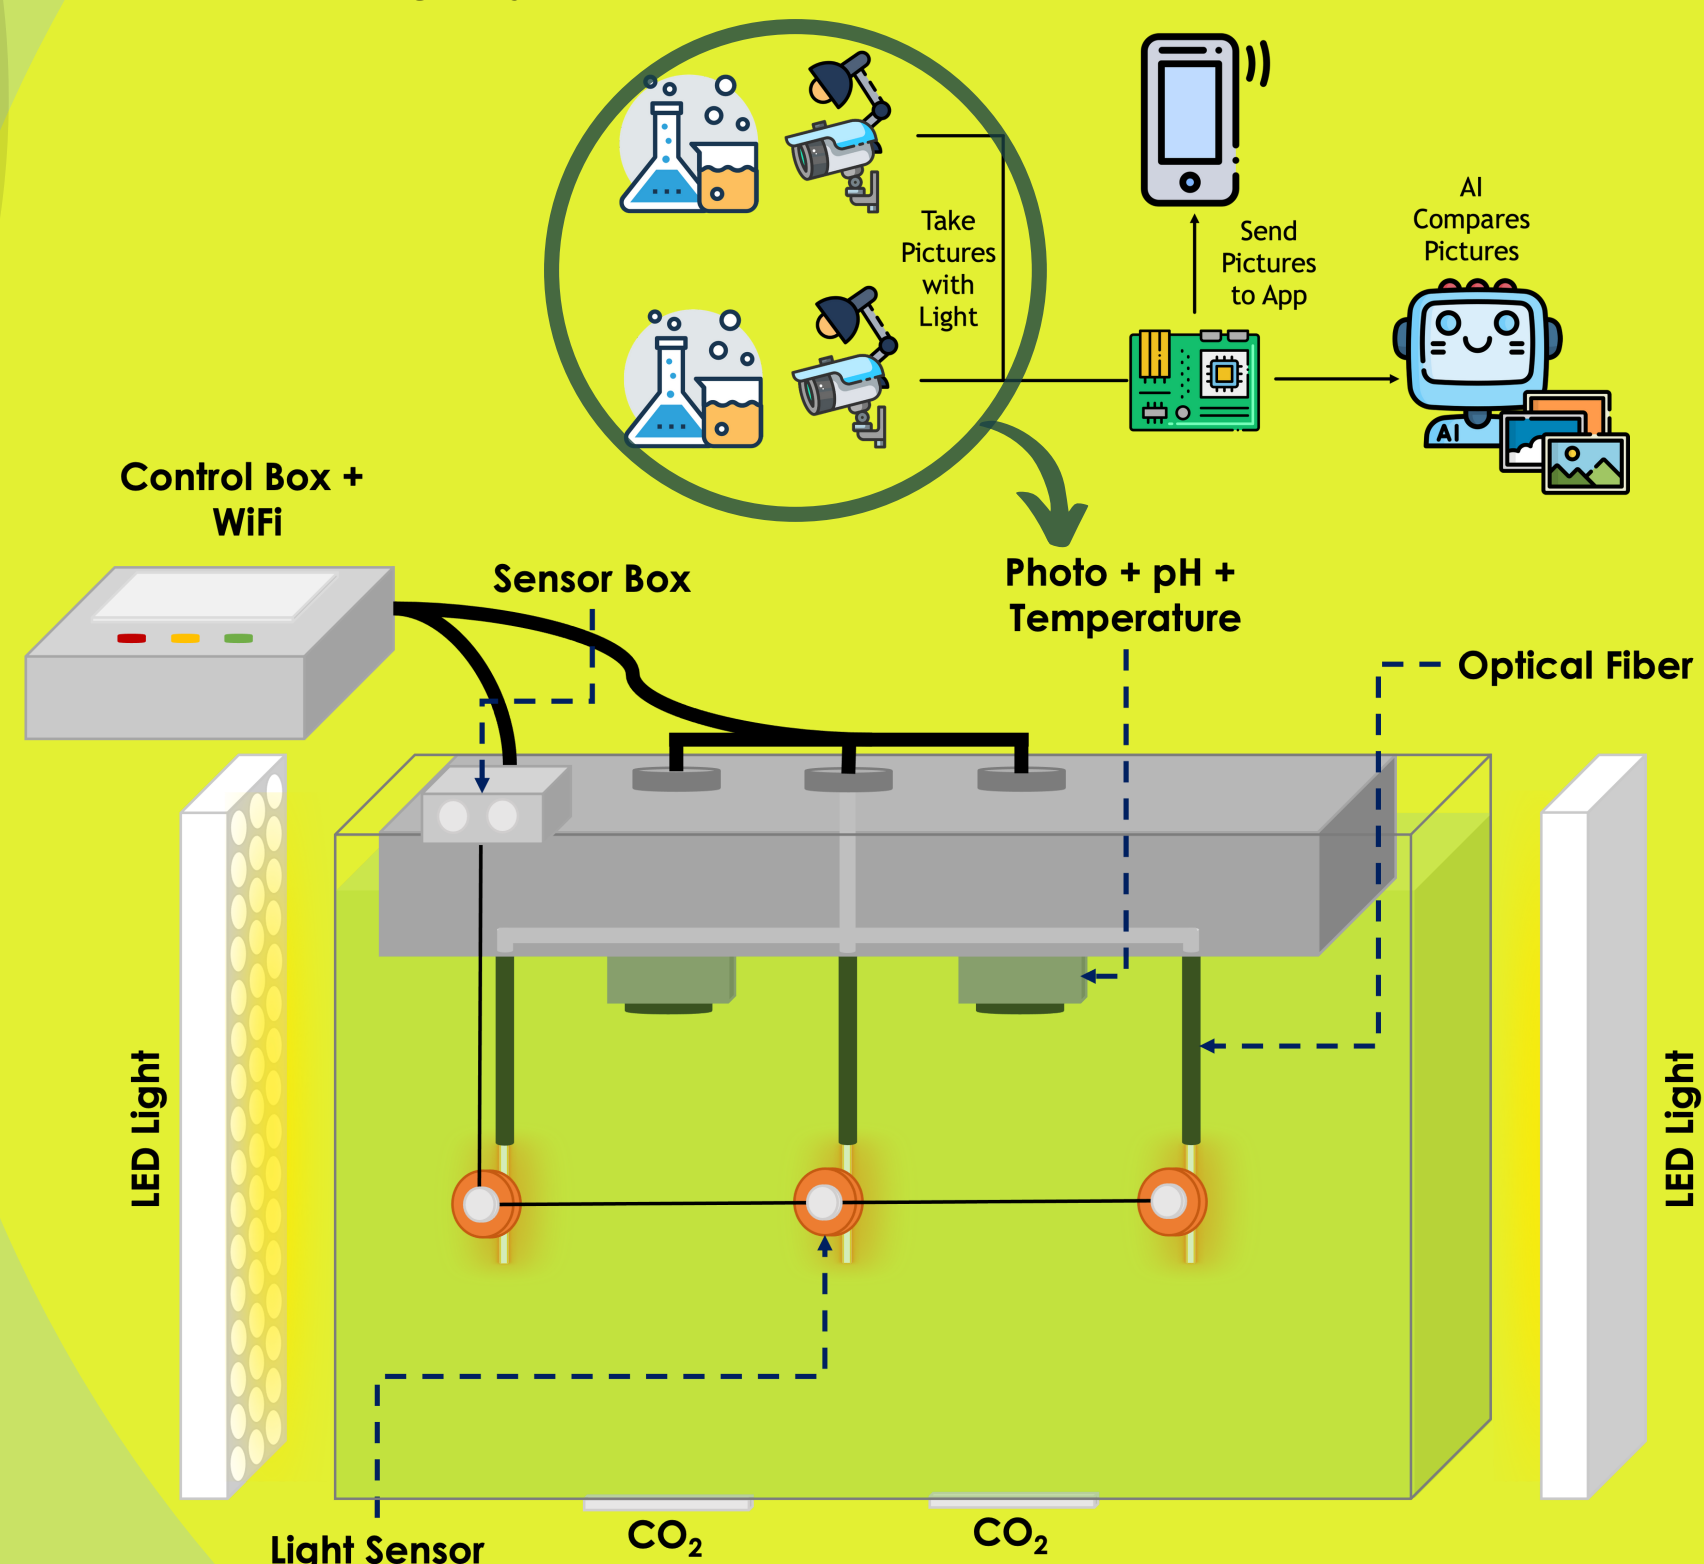 Take
Pictures
with
Light
Send
Pictures
to App
AI
Compares
Pictures
AI
Control Box +
WiFi
Sensor Box
Photo + pH +
Temperature
Optical Fiber
LED Light
LED Light
Light Sensor
CO₂
CO₂